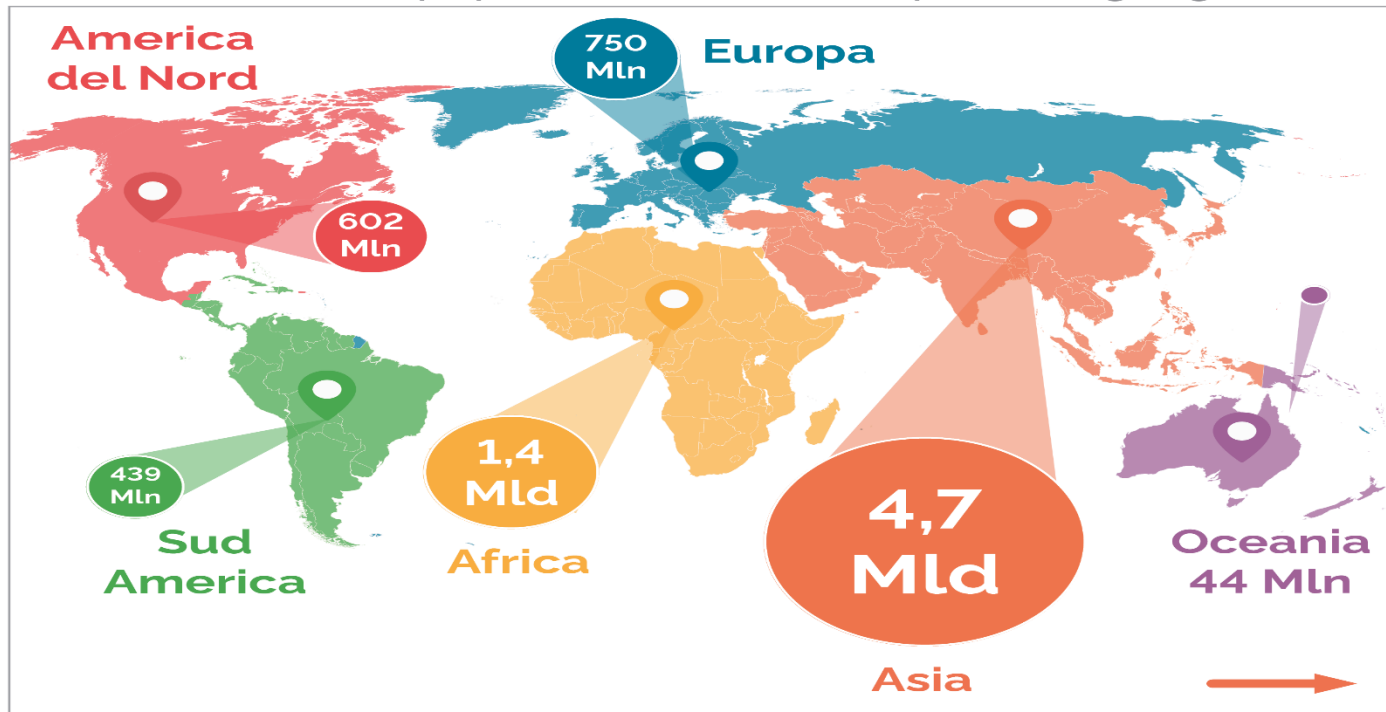 America
del Nord
750
Mln
Europa
602
Mln
439
Mln
Sud
America
1,4
Mld
Africa
4,7
Mld
Asia
Oceania
44 Mln